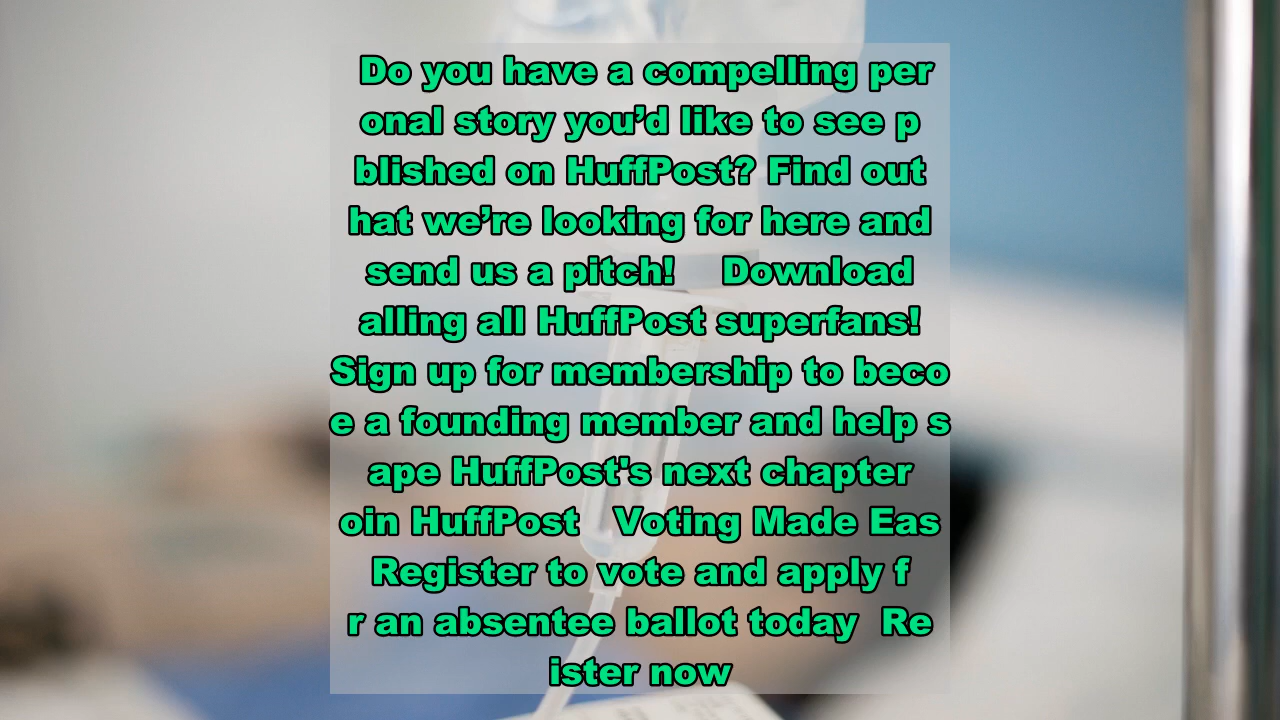 Do you have a compelling per
onal story you’d like to see p
blished on HuffPost? Find out
hat we’re looking for here and
send us a pitch! Download
alling all HuffPost superfans!
Sign up for membership to beco
e a founding member and help s
ape HuffPost's next chapter
oin HuffPost Voting Made Eas
Register to vote and apply f
r an absentee ballot today Re
ister now